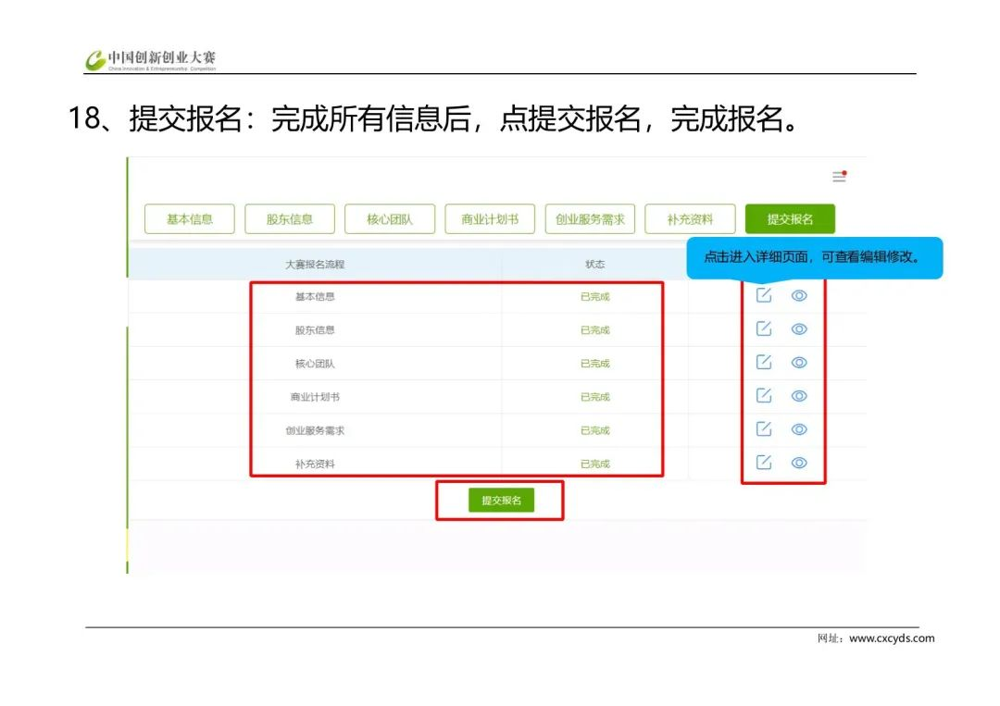 中国创新创业大赛
China Innovation & Entrepreneurship Competition
18、提交报名：完成所有信息后，点提交报名，完成报名。
基本信息 股东信息 核心团队 商业计划书 创业服务需求 补充资料 提交报名
点击进入详细页面，可查看编辑修改。
大赛报名流程 状态
基本信息 已完成
股东信息 已完成
核心团队 已完成
商业计划书 已完成
创业服务需求 已完成
补充资料 已完成
提交报名
网址：www.cxcyds.com